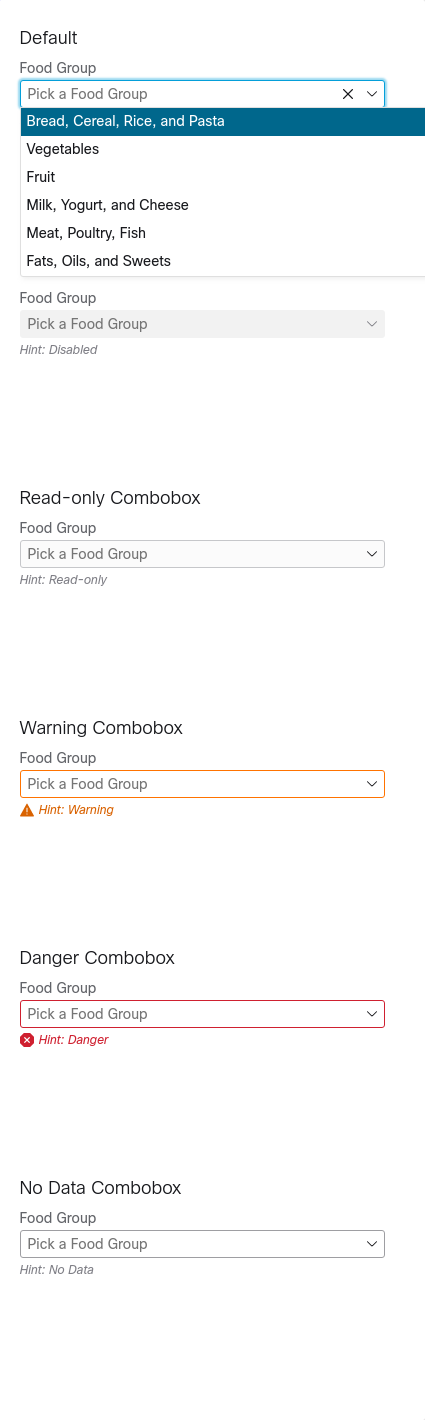 Default
Food Group
Pick a Food Group
Bread, Cereal, Rice, and Pasta
Vegetables
Fruit
Milk, Yogurt, and Cheese
Meat, Poultry, Fish
Fats, Oils, and Sweets
Food Group
Pick a Food Group
Hint: Disabled
Read-only Combobox
Food Group
Pick a Food Group
Hint: Read-only
Warning Combobox
Food Group
Pick a Food Group
Hint: Warning
Danger Combobox
Food Group
Pick a Food Group
Hint: Danger
No Data Combobox
Food Group
Pick a Food Group
Hint: No Data